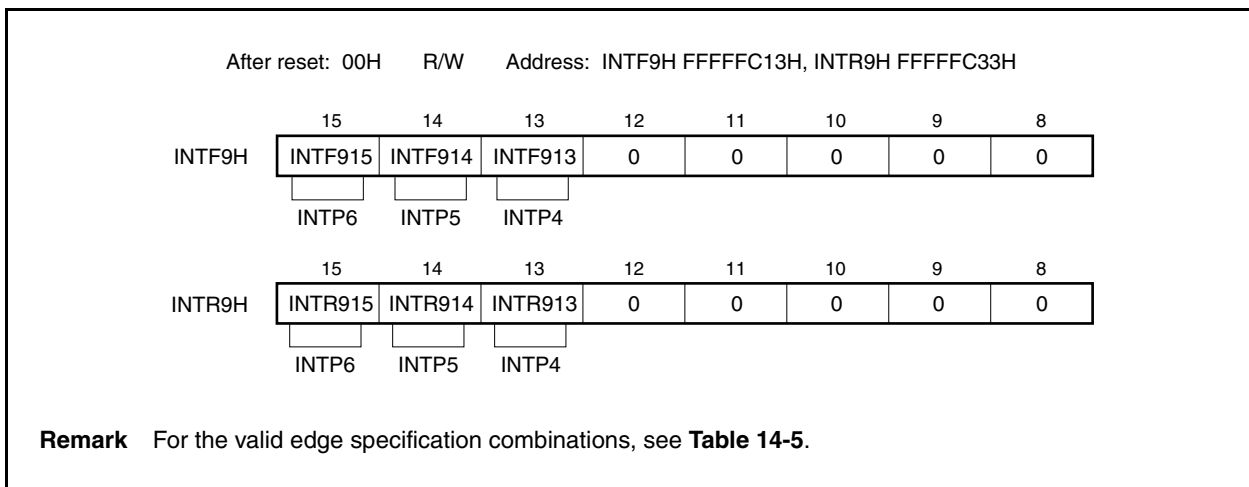 After reset: 00H R/W Address: INTF9H FFFFFC13H, INTR9H FFFFFC33H
15 14 13 12 11 10 9 8
INTF9H INTF915 INTF914 INTF913 0 0 0 0 0
INTP6 INTP5 INTP4
15 14 13 12 11 10 9 8
INTR9H INTR915 INTR914 INTR913 0 0 0 0 0
INTP6 INTP5 INTP4
Remark For the valid edge specification combinations, see Table 14-5.